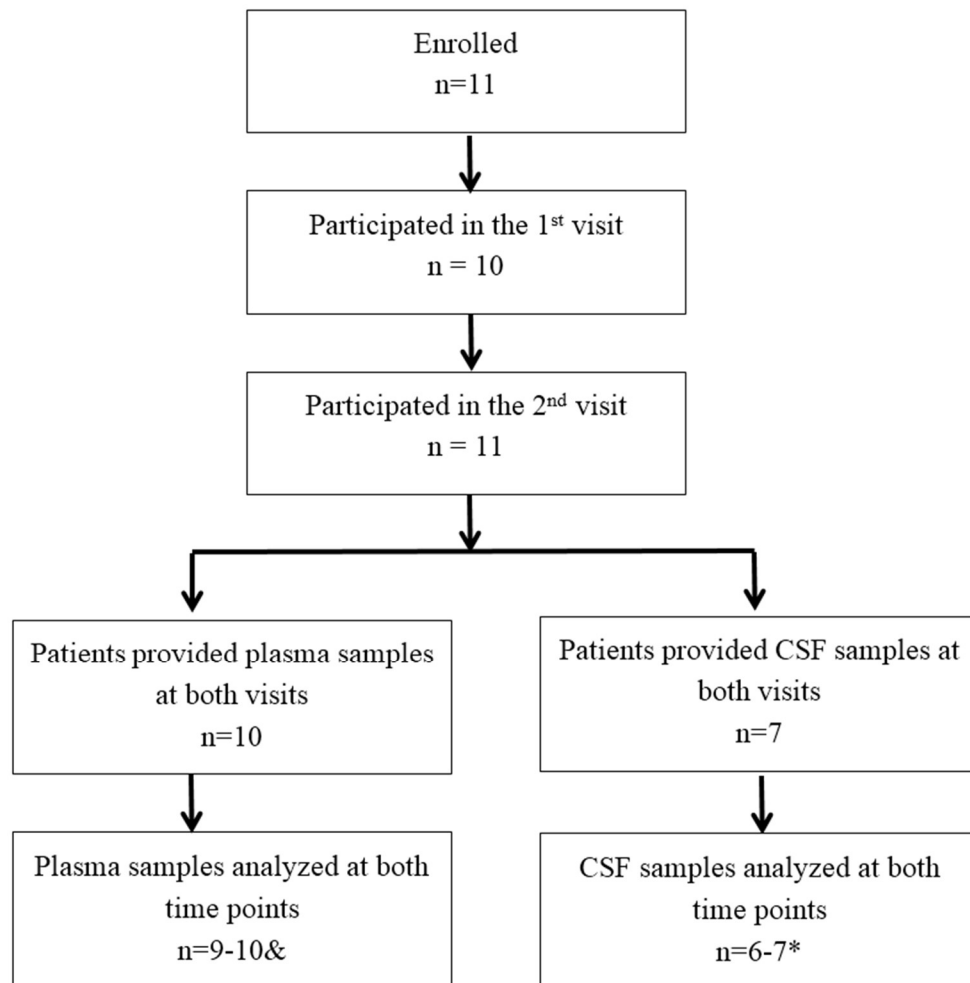 Enrolled
n=11
Participated in the 1st visit
n = 10
Participated in the 2nd visit
n = 11
Patients provided plasma samples
at both visits
n=10
Patients provided CSF samples at
both visits
n=7
Plasma samples analyzed at both
time points
n=9-10&
CSF samples analyzed at both
time points
n=6-7*